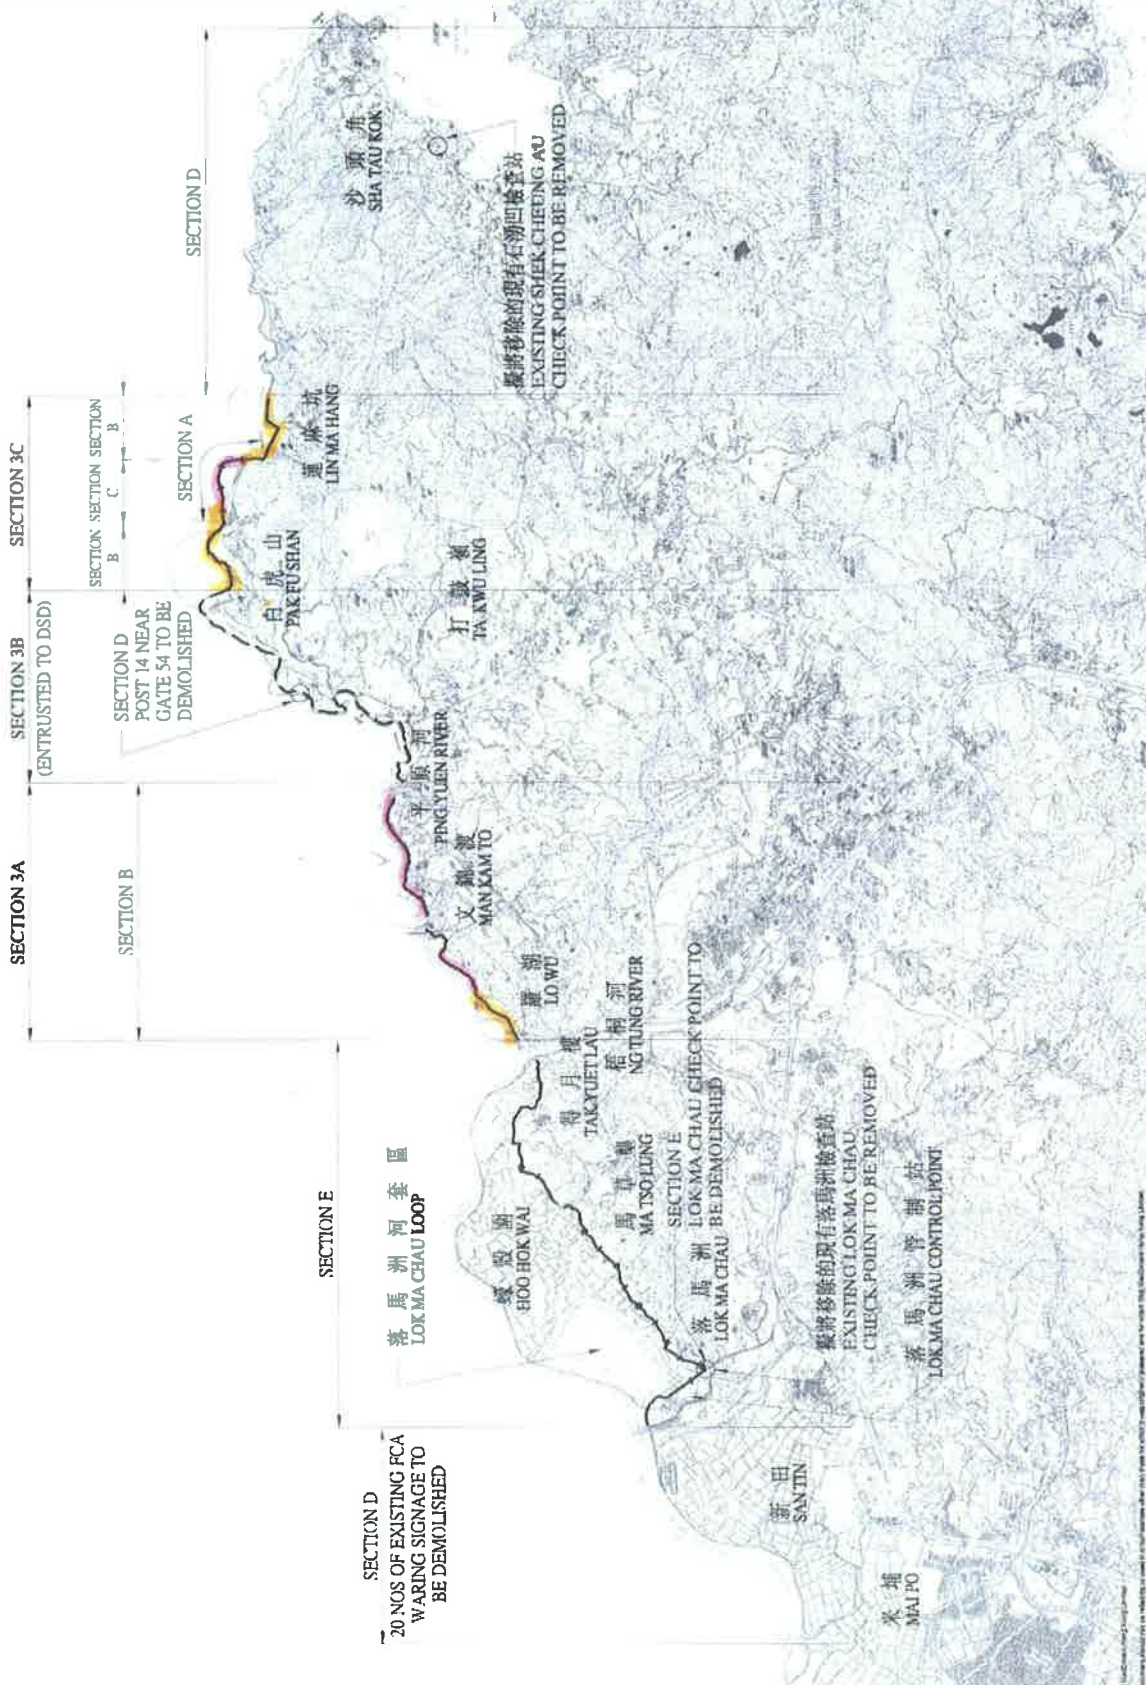 SECTION 3A
SECTION 3B
(ENTRUSTED TO DSD)
SECTION 3C
SECTION B
SECTION D
POST 14 NEAR
GATE 54 TO BE
DEMOLISHED
SECTION
B
SECTION
C
SECTION
B
SECTION A
SECTION D
SECTION E
SECTION D
20 NOS OF EXISTING FCA
WARING SIGNAGE TO
BE DEMOLISHED
落馬洲河套區
LOK MA CHAU LOOP
蠔殼圍
HOO HOK WAI
得月樓
TAK YUET LAU
羅湖
LO WU
文錦渡
MAN KAM TO
平原河
PING YUEN RIVER
白虎山
PAK FU SHAN
蓮麻坑
LIN MA HANG
沙頭角
SHA TAU KOK
打鼓嶺
TA KWU LING
擬將移除的現有石涌凹檢查站
EXISTING SHEK CHEUNG AU
CHECK POINT TO BE REMOVED
梧桐河
NG TUNG RIVER
馬草壟
MA TSO LUNG
SECTION E
LOK MA CHAU CHECK POINT TO
BE DEMOLISHED
落馬洲
LOK MA CHAU
擬將移除的現有落馬洲檢查站
EXISTING LOK MA CHAU
CHECK POINT TO BE REMOVED
落馬洲管制站
LOK MA CHAU CONTROL POINT
新田
SAN TIN
米埔
MAI PO